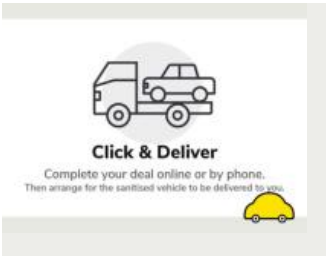 Click & Deliver
Complete your deal online or by phone.
Then arrange for the sanitised vehicle to be delivered to you.